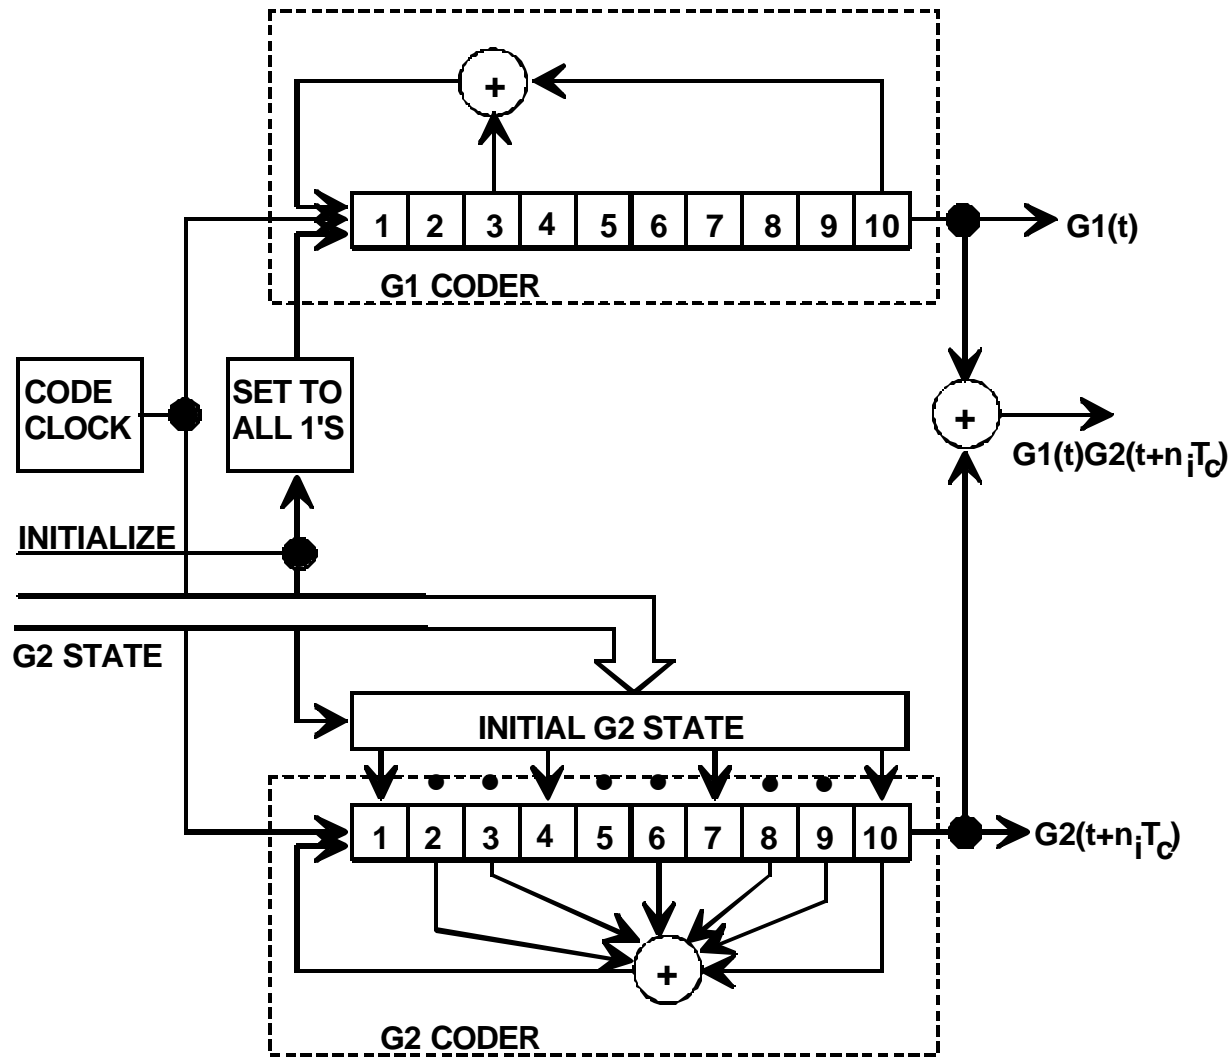 +
1 2 3 4 5 6 7 8 9 10
G1(t)
G1 CODER
CODE
CLOCK
SET TO
ALL 1'S
+
G1(t)G2(t+niTc)
INITIALIZE
G2 STATE
INITIAL G2 STATE
1 2 3 4 5 6 7 8 9 10
G2(t+niTc)
+
G2 CODER